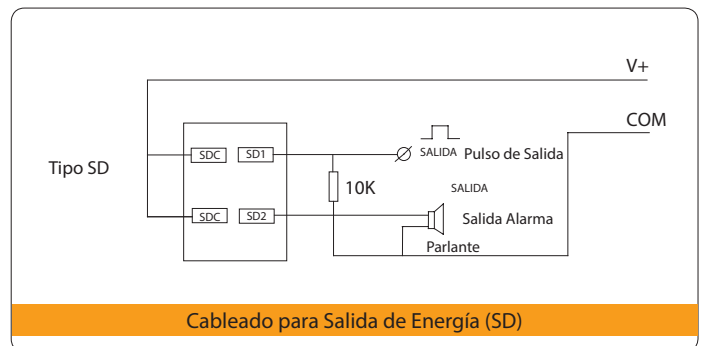 V+
COM
Tipo SD
SDC SD1
SALIDA Pulso de Salida
10K
SALIDA
SDC SD2
Salida Alarma
Parlante
Cableado para Salida de Energía (SD)